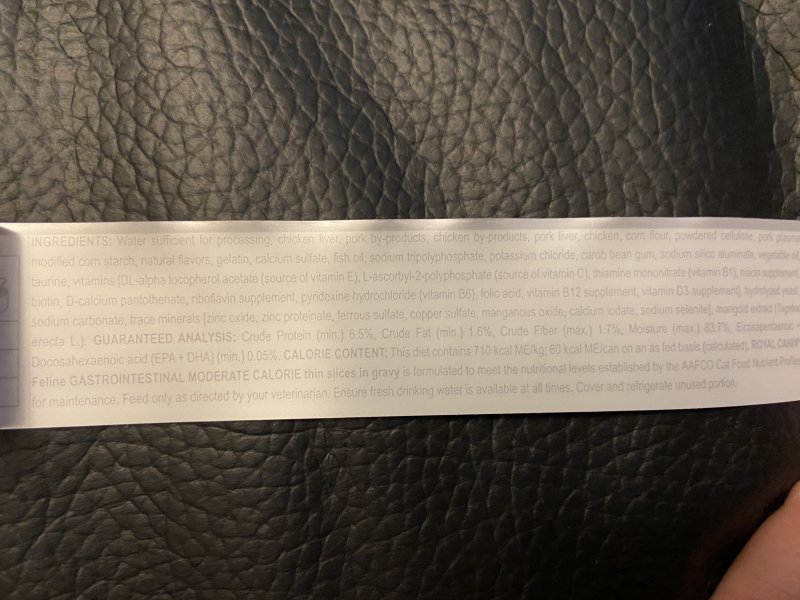 INGREDIENTS: Water sufficient for processing, chicken liver, pork by-products, chicken by-products, pork liver, chicken, corn flour, powdered cellulose, pork plasma,
modified corn starch, natural flavors, gelatin, calcium sulfate, fish oil, sodium tripolyphosphate, potassium chloride, carob bean gum, sodium silico aluminate, vegetable oil,
taurine, vitamins [DL-alpha tocopherol acetate (source of vitamin E), L-ascorbyl-2-polyphosphate (source of vitamin C), thiamine mononitrate (vitamin B1), niacin supplement,
biotin, D-calcium pantothenate, riboflavin supplement, pyridoxine hydrochloride (vitamin B6), folic acid, vitamin B12 supplement, vitamin D3 supplement], hydrolyzed yeast,
sodium carbonate, trace minerals [zinc oxide, zinc proteinate, ferrous sulfate, copper sulfate, manganous oxide, calcium iodate, sodium selenite], marigold extract (Tagetes
erecta L.). GUARANTEED ANALYSIS: Crude Protein (min.) 6.5%, Crude Fat (min.) 1.6%, Crude Fiber (max.) 1.7%, Moisture (max.) 83.7%, Eicosapentaenoic +
Docosahexaenoic acid (EPA + DHA) (min.) 0.05%. CALORIE CONTENT: This diet contains 710 kcal ME/kg; 60 kcal ME/can on an as fed basis (calculated). ROYAL CANIN
Feline GASTROINTESTINAL MODERATE CALORIE thin slices in gravy is formulated to meet the nutritional levels established by the AAFCO Cat Food Nutrient Profiles
for maintenance. Feed only as directed by your veterinarian. Ensure fresh drinking water is available at all times. Cover and refrigerate unused portion.